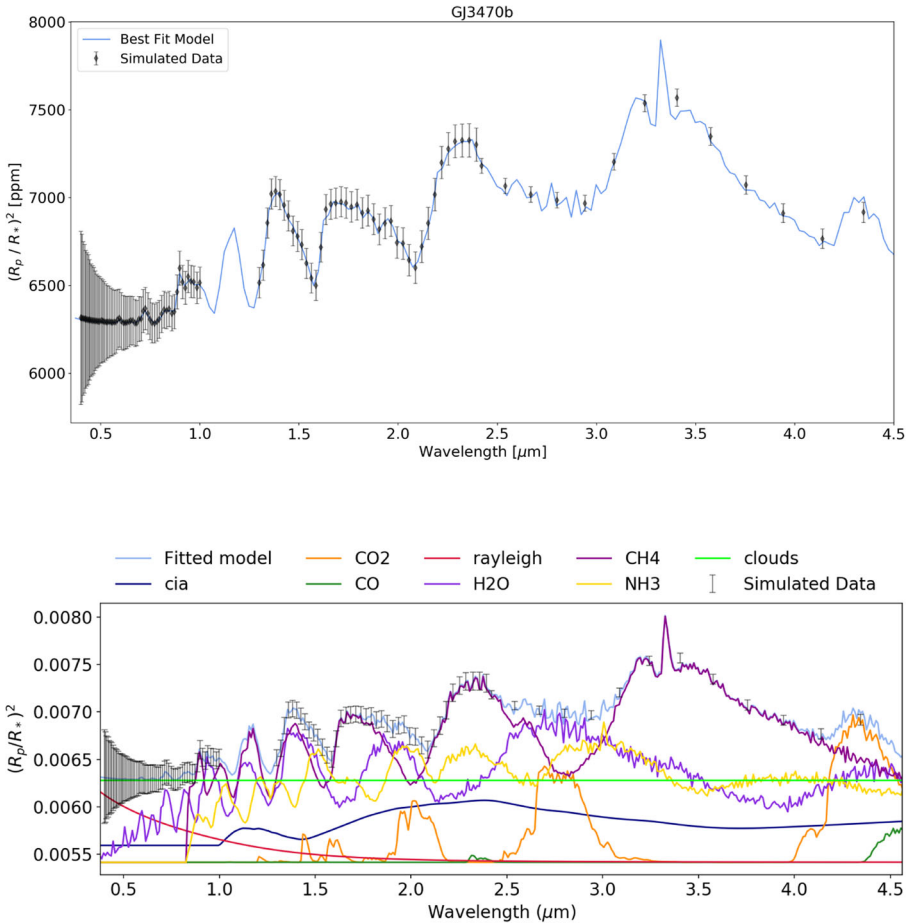 GJ3470b
8000
Best Fit Model
Simulated Data
7500
7000
6500
6000
(Rp / R*)² [ppm]
0.5 1.0 1.5 2.0 2.5 3.0 3.5 4.0 4.5
Wavelength [μm]
Fitted model CO2 rayleigh CH4 clouds
cia CO H2O NH3 Simulated Data
0.0080
0.0075
0.0070
0.0065
0.0060
0.0055
(Rp/R*)²
0.5 1.0 1.5 2.0 2.5 3.0 3.5 4.0 4.5
Wavelength (μm)